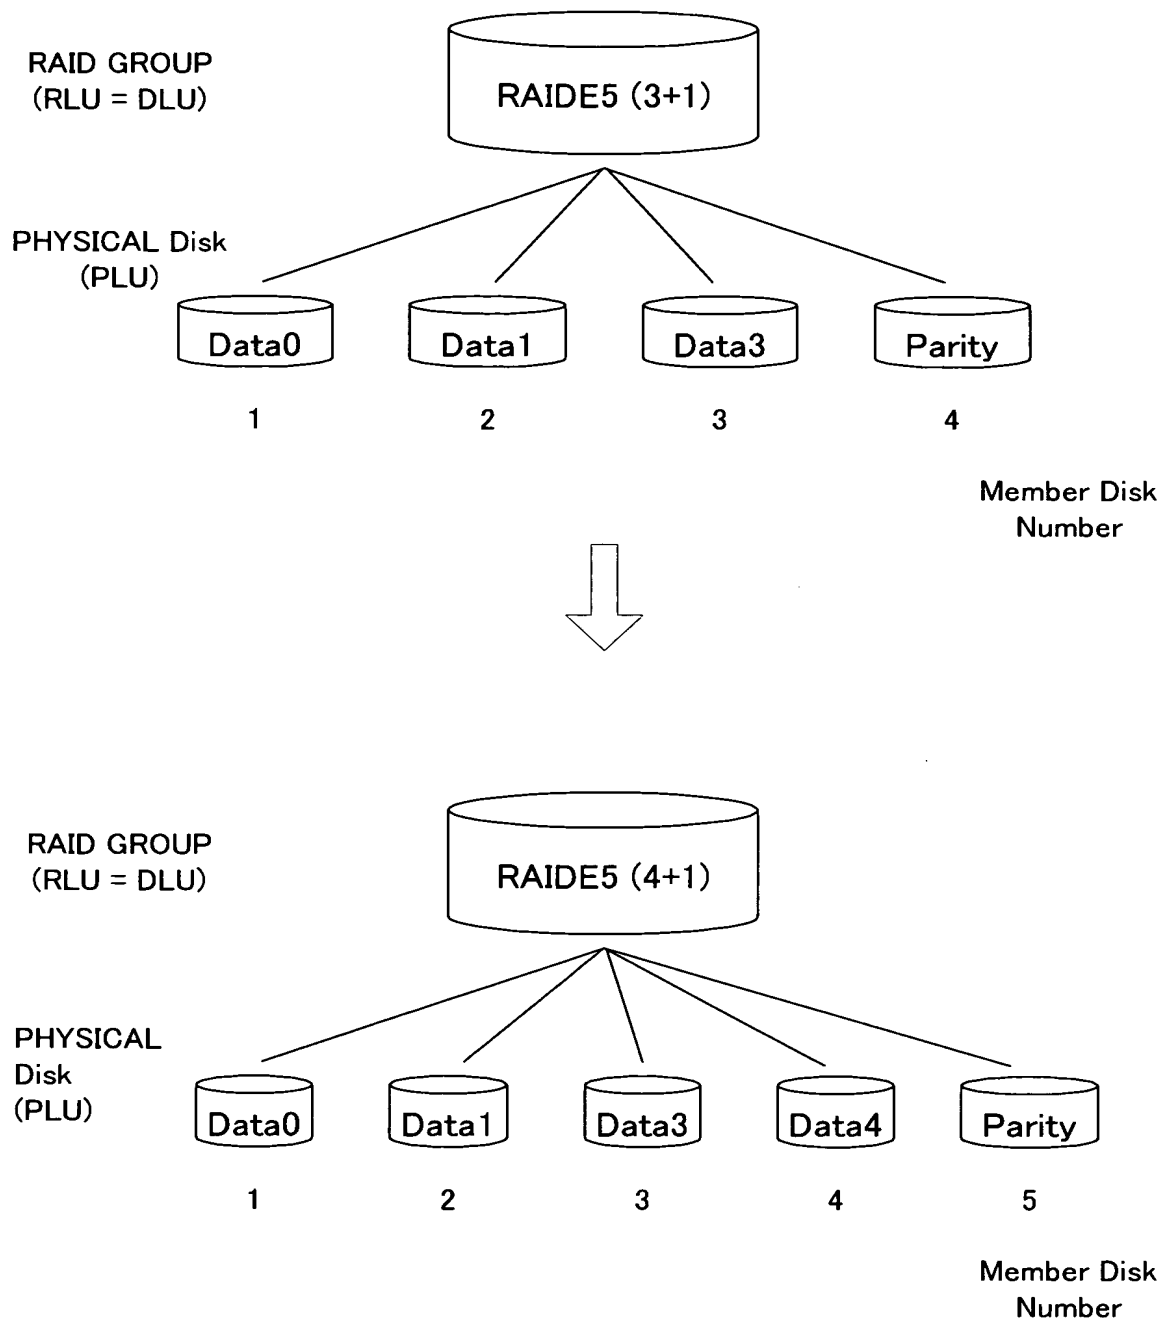 RAID GROUP
(RLU = DLU)
RAIDE5 (3+1)
PHYSICAL Disk
(PLU)
Data0 Data1 Data3 Parity
1 2 3 4
Member Disk
Number
RAID GROUP
(RLU = DLU)
RAIDE5 (4+1)
PHYSICAL
Disk
(PLU)
Data0 Data1 Data3 Data4 Parity
1 2 3 4 5
Member Disk
Number